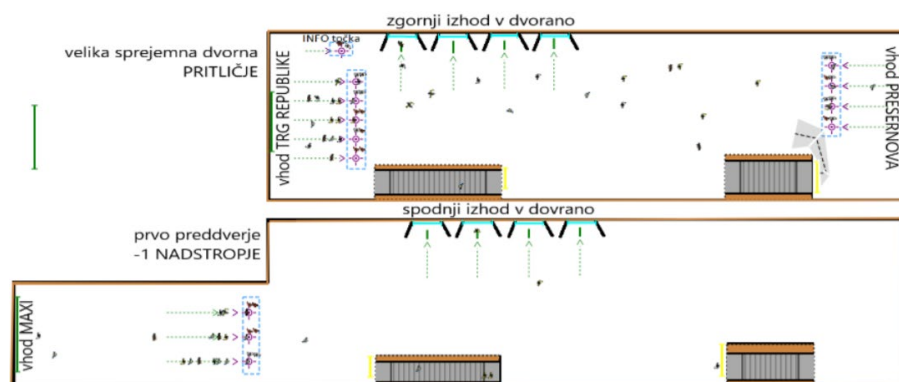 zgornji izhod v dvorano
INFO točka
velika sprejemna dvorna
PRITLIČJE
vhod TRG REPUBLIKE
vhod PRESERNOVA
spodnji izhod v dovrano
prvo preddverje
-1 NADSTROPJE
vhod MAXI